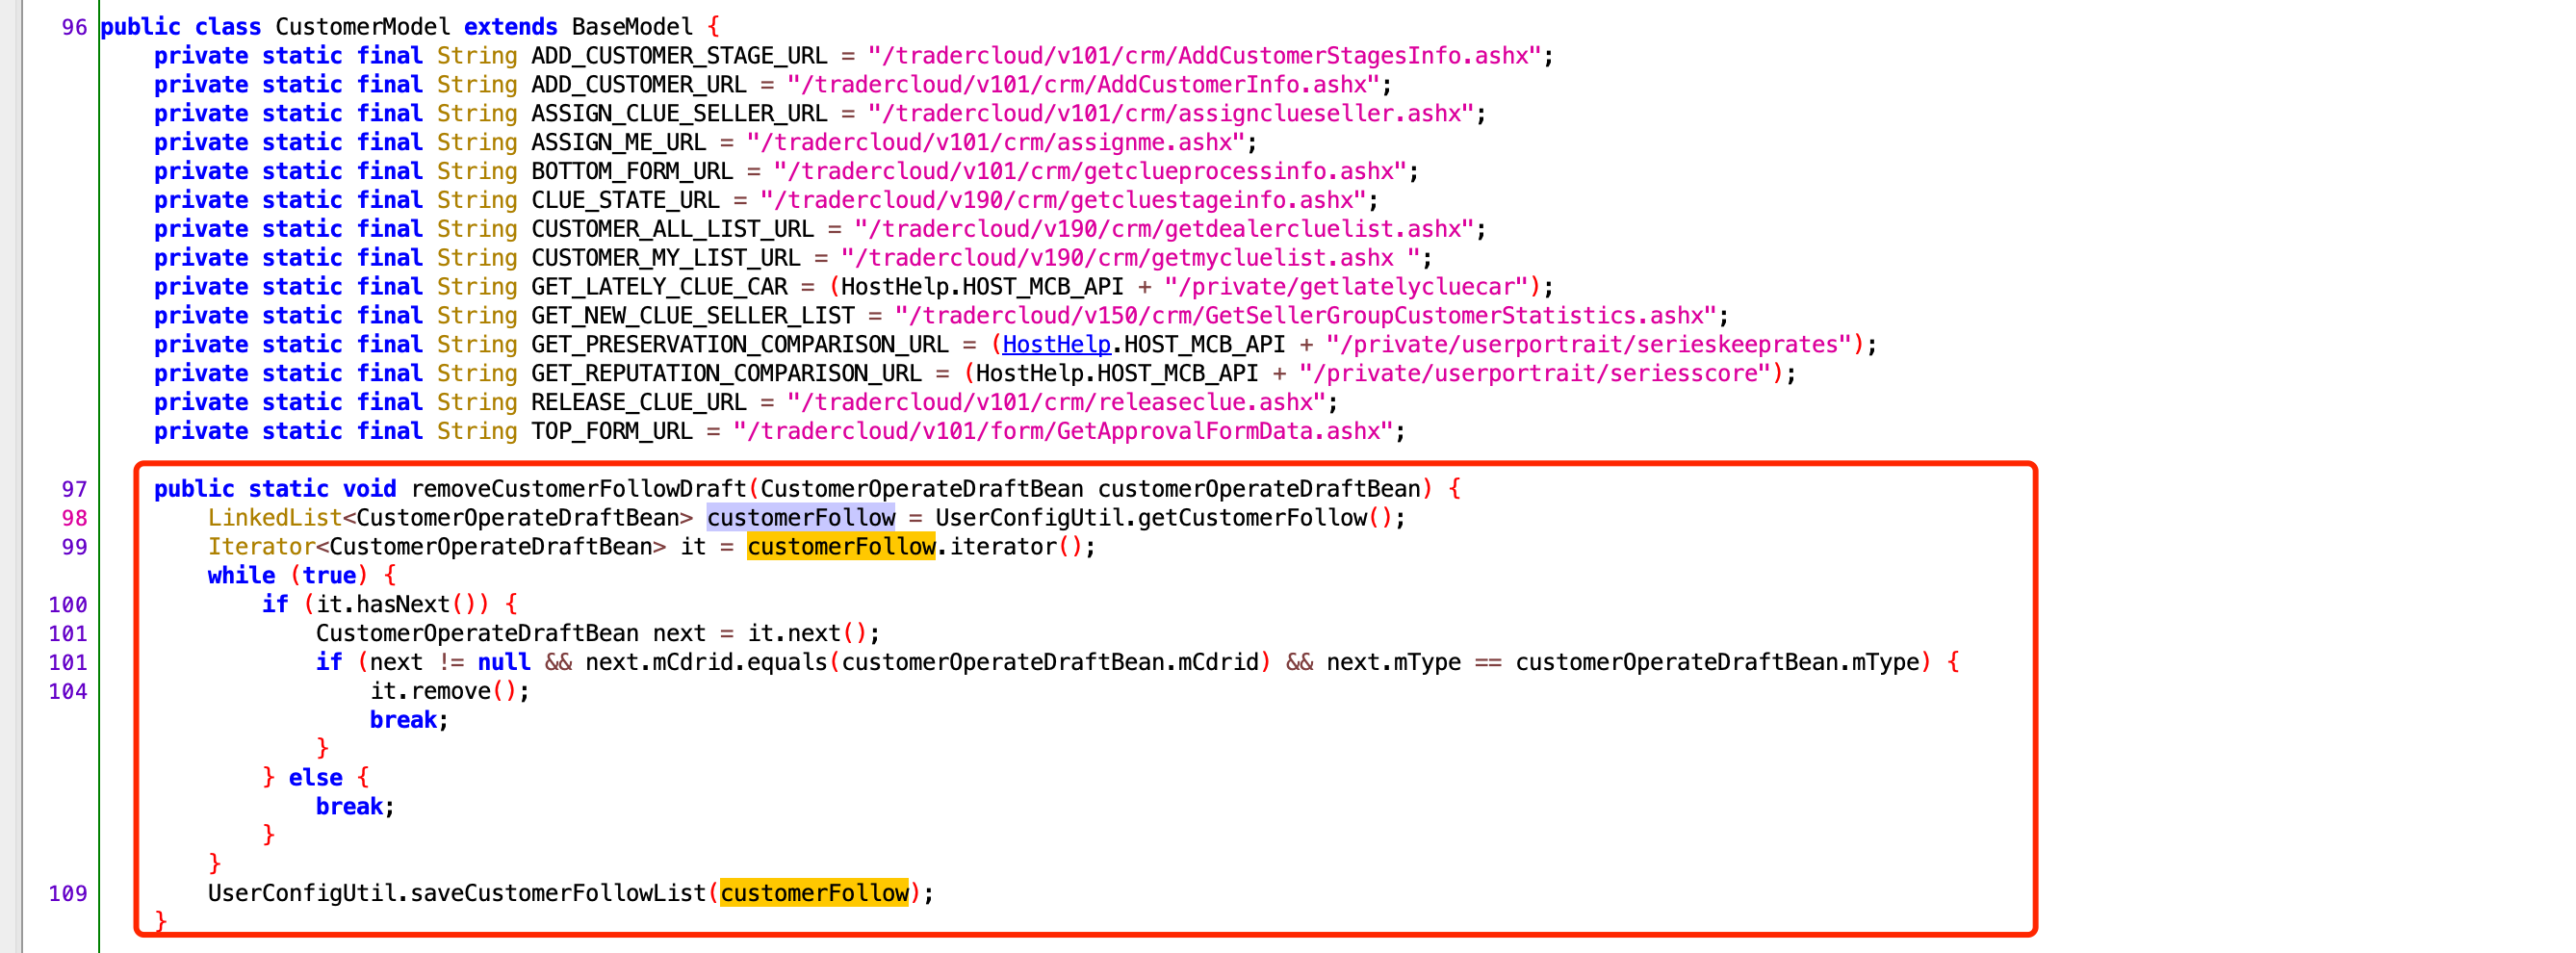 96 public class CustomerModel extends BaseModel {
private static final String ADD_CUSTOMER_STAGE_URL = "/tradercloud/v101/crm/AddCustomerStagesInfo.ashx";
private static final String ADD_CUSTOMER_URL = "/tradercloud/v101/crm/AddCustomerInfo.ashx";
private static final String ASSIGN_CLUE_SELLER_URL = "/tradercloud/v101/crm/assignclueseller.ashx";
private static final String ASSIGN_ME_URL = "/tradercloud/v101/crm/assignme.ashx";
private static final String BOTTOM_FORM_URL = "/tradercloud/v101/crm/getclueprocessinfo.ashx";
private static final String CLUE_STATE_URL = "/tradercloud/v190/crm/getcluestageinfo.ashx";
private static final String CUSTOMER_ALL_LIST_URL = "/tradercloud/v190/crm/getdealercluelist.ashx";
private static final String CUSTOMER_MY_LIST_URL = "/tradercloud/v190/crm/getmycluelist.ashx ";
private static final String GET_LATELY_CLUE_CAR = (HostHelp.HOST_MCB_API + "/private/getlatelycluecar");
private static final String GET_NEW_CLUE_SELLER_LIST = "/tradercloud/v150/crm/GetSellerGroupCustomerStatistics.ashx";
private static final String GET_PRESERVATION_COMPARISON_URL = (HostHelp.HOST_MCB_API + "/private/userportrait/serieskeeprates");
private static final String GET_REPUTATION_COMPARISON_URL = (HostHelp.HOST_MCB_API + "/private/userportrait/seriesscore");
private static final String RELEASE_CLUE_URL = "/tradercloud/v101/crm/releaseclue.ashx";
private static final String TOP_FORM_URL = "/tradercloud/v101/form/GetApprovalFormData.ashx";
97 public static void removeCustomerFollowDraft(CustomerOperateDraftBean customerOperateDraftBean) {
98 LinkedList<CustomerOperateDraftBean> customerFollow = UserConfigUtil.getCustomerFollow();
99 Iterator<CustomerOperateDraftBean> it = customerFollow.iterator();
while (true) {
100 if (it.hasNext()) {
101 CustomerOperateDraftBean next = it.next();
101 if (next != null && next.mCdrid.equals(customerOperateDraftBean.mCdrid) && next.mType == customerOperateDraftBean.mType) {
104 it.remove();
break;
}
} else {
break;
}
}
109 UserConfigUtil.saveCustomerFollowList(customerFollow);
}